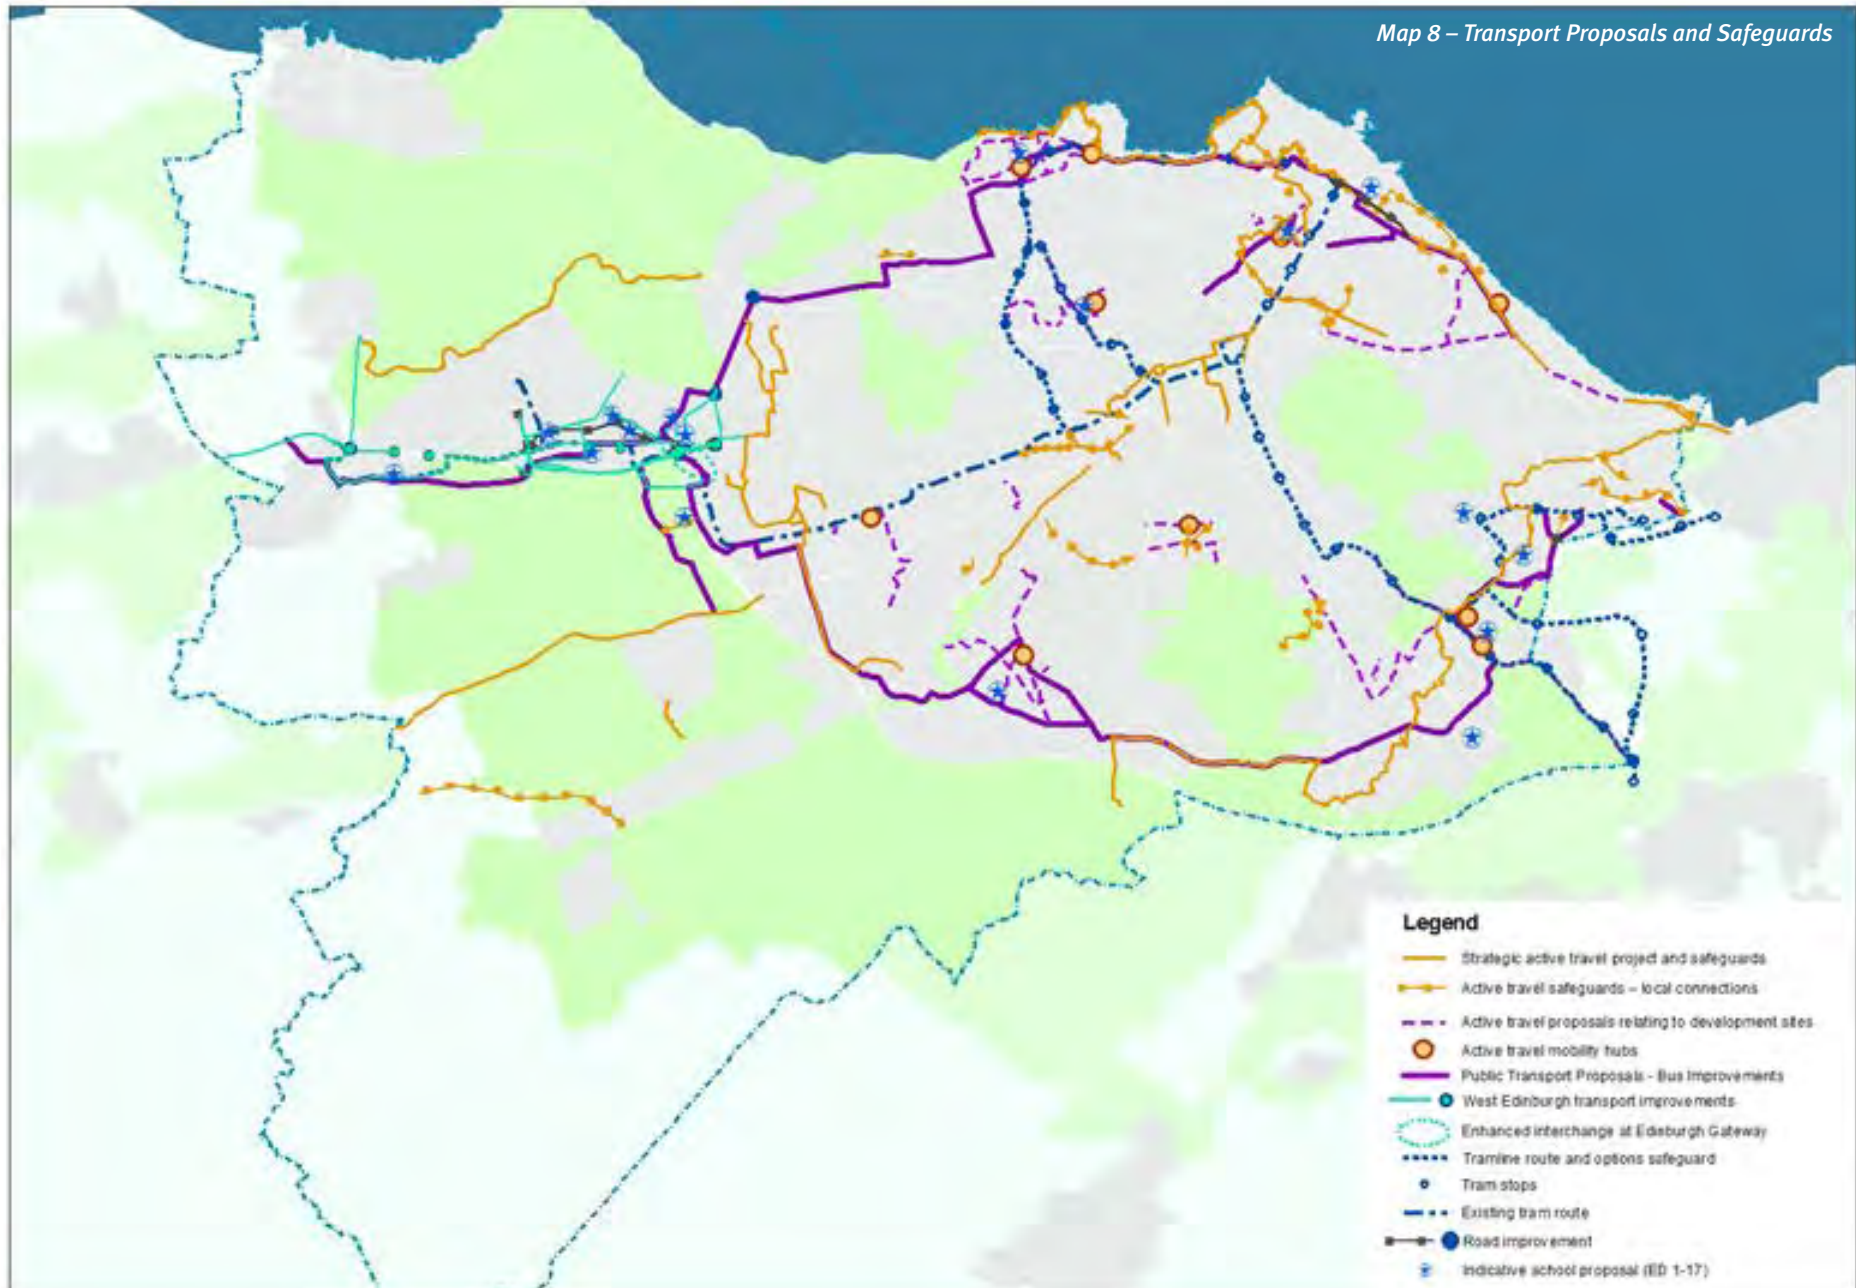 Map 8 – Transport Proposals and Safeguards
Legend
Strategic active travel project and safeguards
Active travel safeguards – local connections
Active travel proposals relating to development sites
Active travel mobility hubs
Public Transport Proposals - Bus Improvements
West Edinburgh transport improvements
Enhanced interchange at Edinburgh Gateway
Tramline route and options safeguard
Tram stops
Existing tram route
Road improvement
Indicative school proposal (ED 1-17)